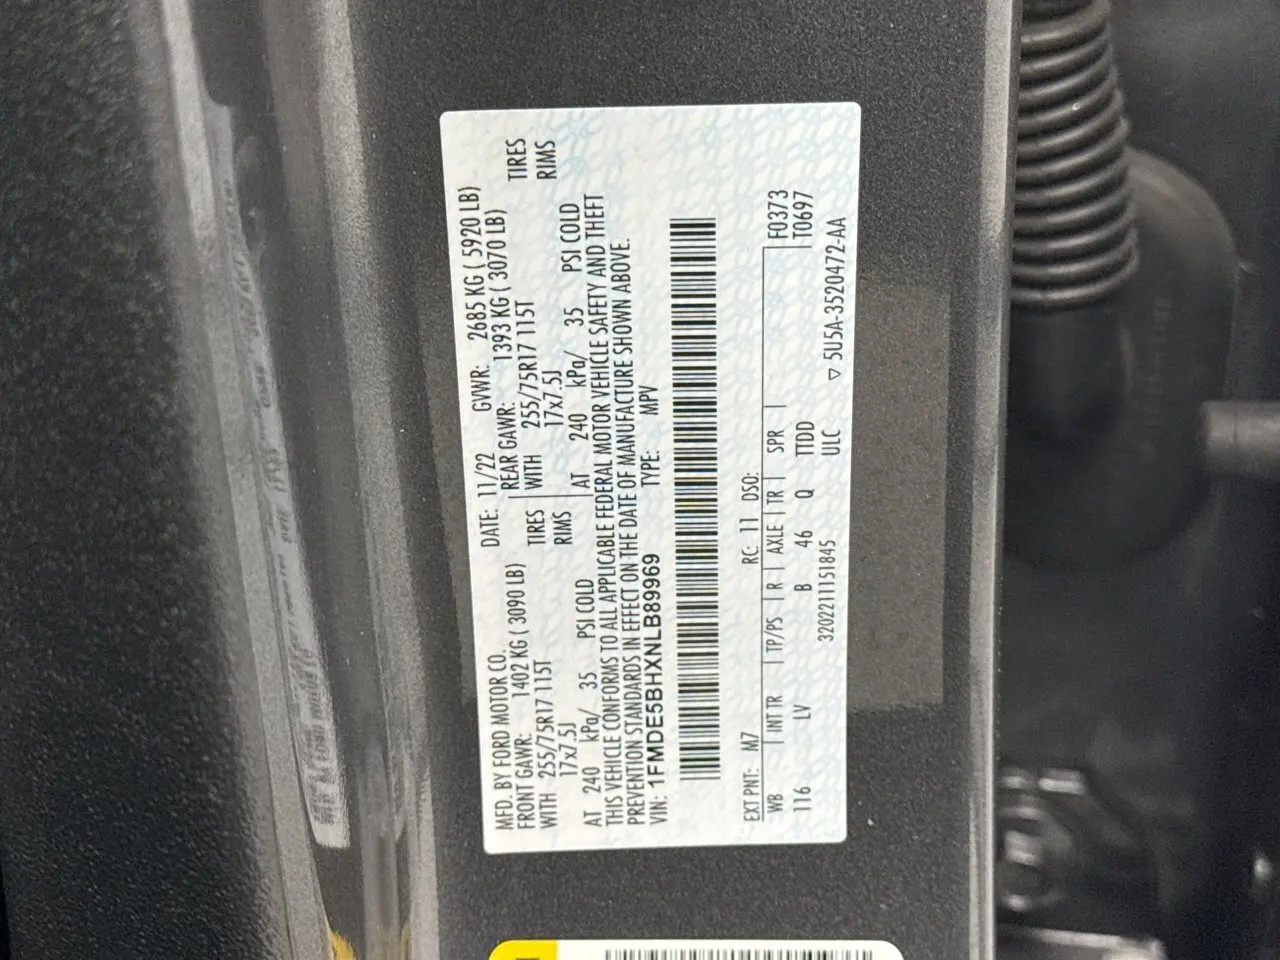 MFD. BY FORD MOTOR CO.
DATE: 11/22 GVWR: 2685 KG ( 5920 LB)
FRONT GAWR: 1402 KG ( 3090 LB)
REAR GAWR: 1393 KG ( 3070 LB)
WITH 255/75R17 115T TIRES
WITH 255/75R17 115T TIRES
17x7.5J RIMS
17x7.5J RIMS
AT 240 kPa/ 35 PSI COLD
AT 240 kPa/ 35 PSI COLD
THIS VEHICLE CONFORMS TO ALL APPLICABLE FEDERAL MOTOR VEHICLE SAFETY AND THEFT
PREVENTION STANDARDS IN EFFECT ON THE DATE OF MANUFACTURE SHOWN ABOVE.
VIN: 1FMDE5BHXNLB89969 TYPE: MPV
EXT PNT: M7 RC: 11 DSO:
WB INT TR TP/PS R AXLE TR SPR F0373
116 LV B 46 Q TTDD T0697
3202211151845 ULC ▽ 5U5A-3520472-AA